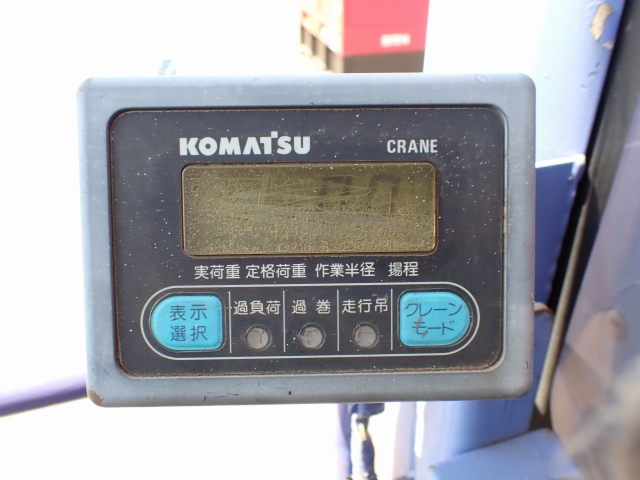 KOMATSU CRANE
実荷重 定格荷重 作業半径 揚程
表示選択 過負荷 過巻 走行吊 クレーンモード